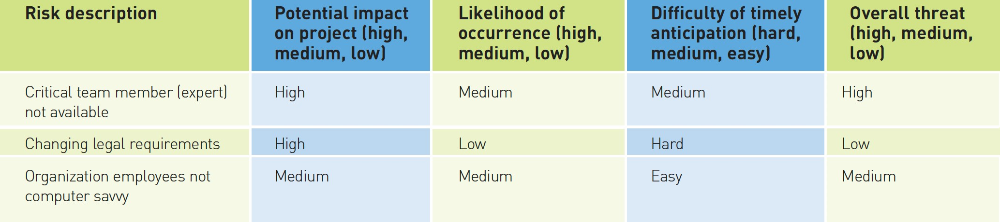 Risk description
Potential impact
on project (high,
medium, low)
Likelihood of
occurrence (high,
medium, low)
Difficulty of timely
anticipation (hard,
medium, easy)
Overall threat
(high, medium,
low)
Critical team member (expert)
not available
High
Medium
Medium
High
Changing legal requirements
High
Low
Hard
Low
Organization employees not
computer savvy
Medium
Medium
Easy
Medium